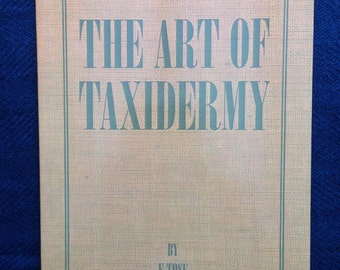 THE ART OF
TAXIDERMY
BY